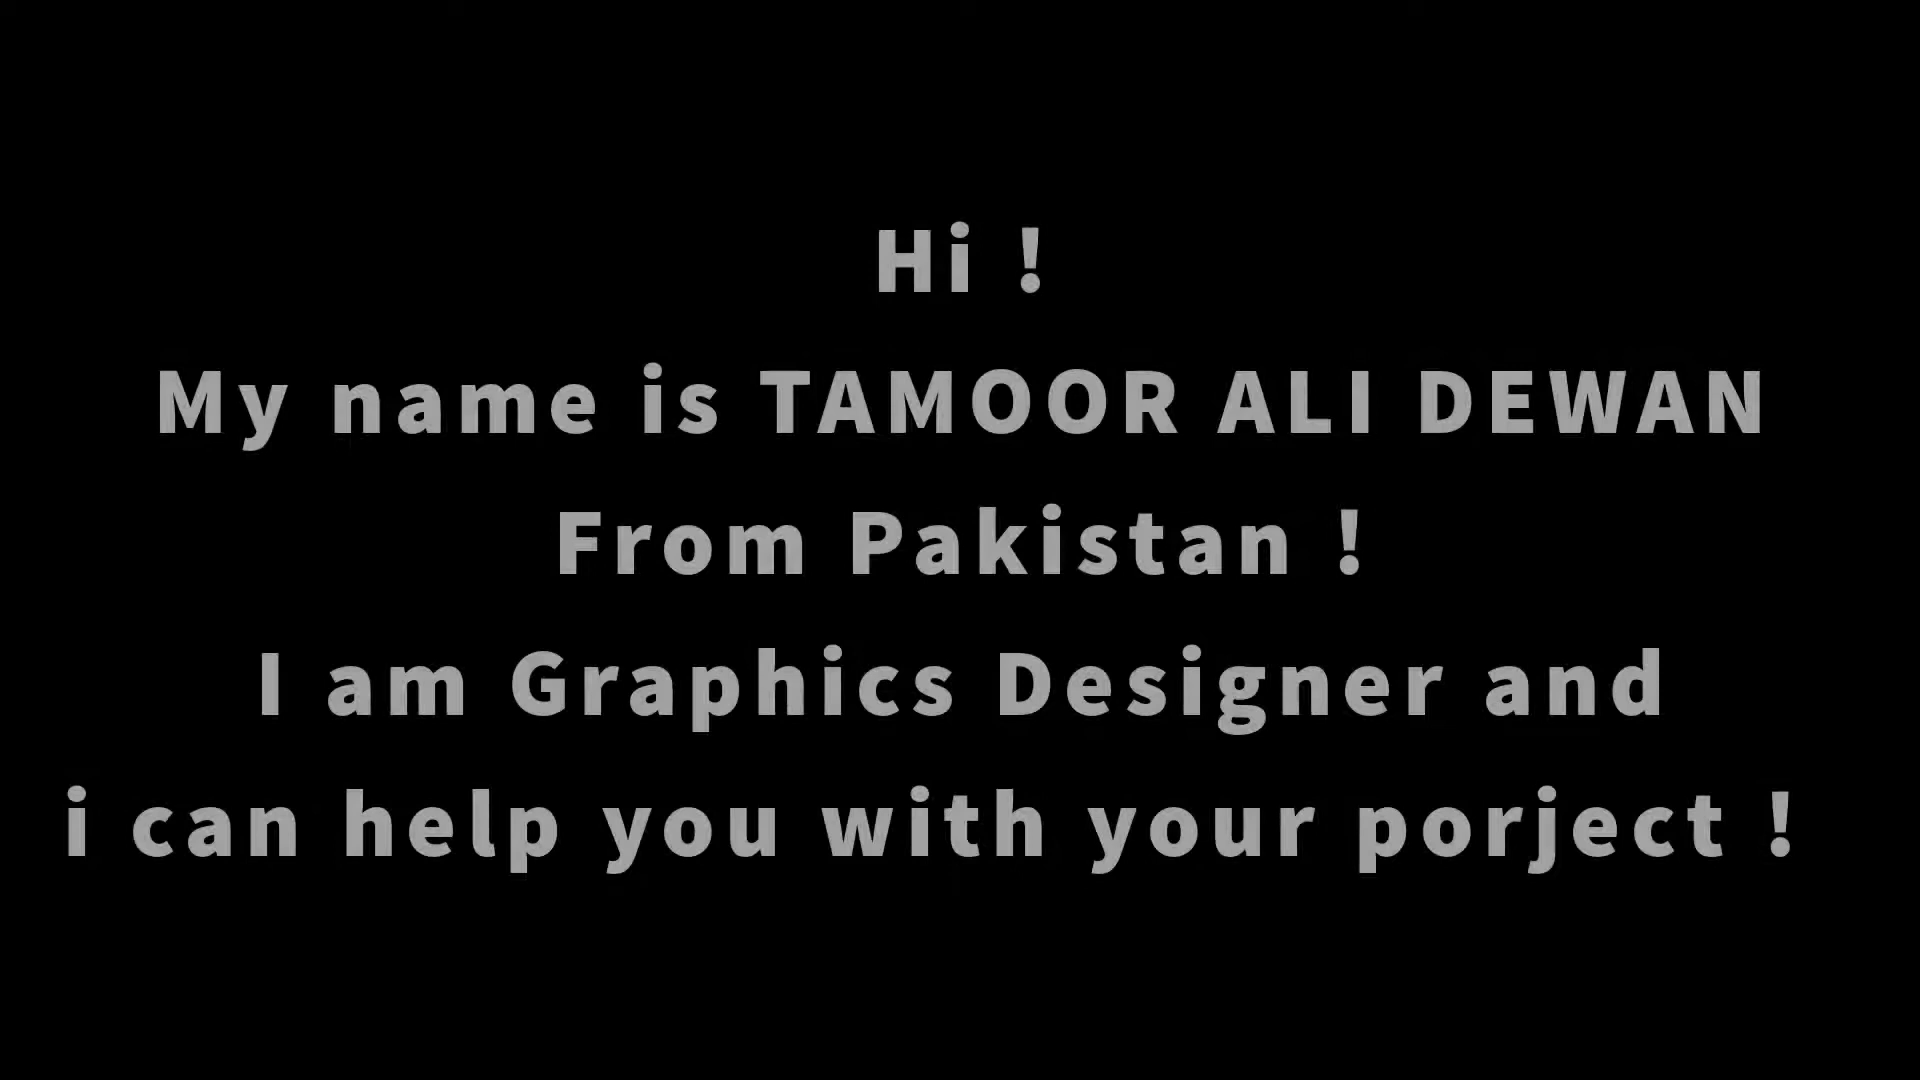 Hi !
My name is TAMOOR ALI DEWAN
From Pakistan !
I am Graphics Designer and
i can help you with your porject !